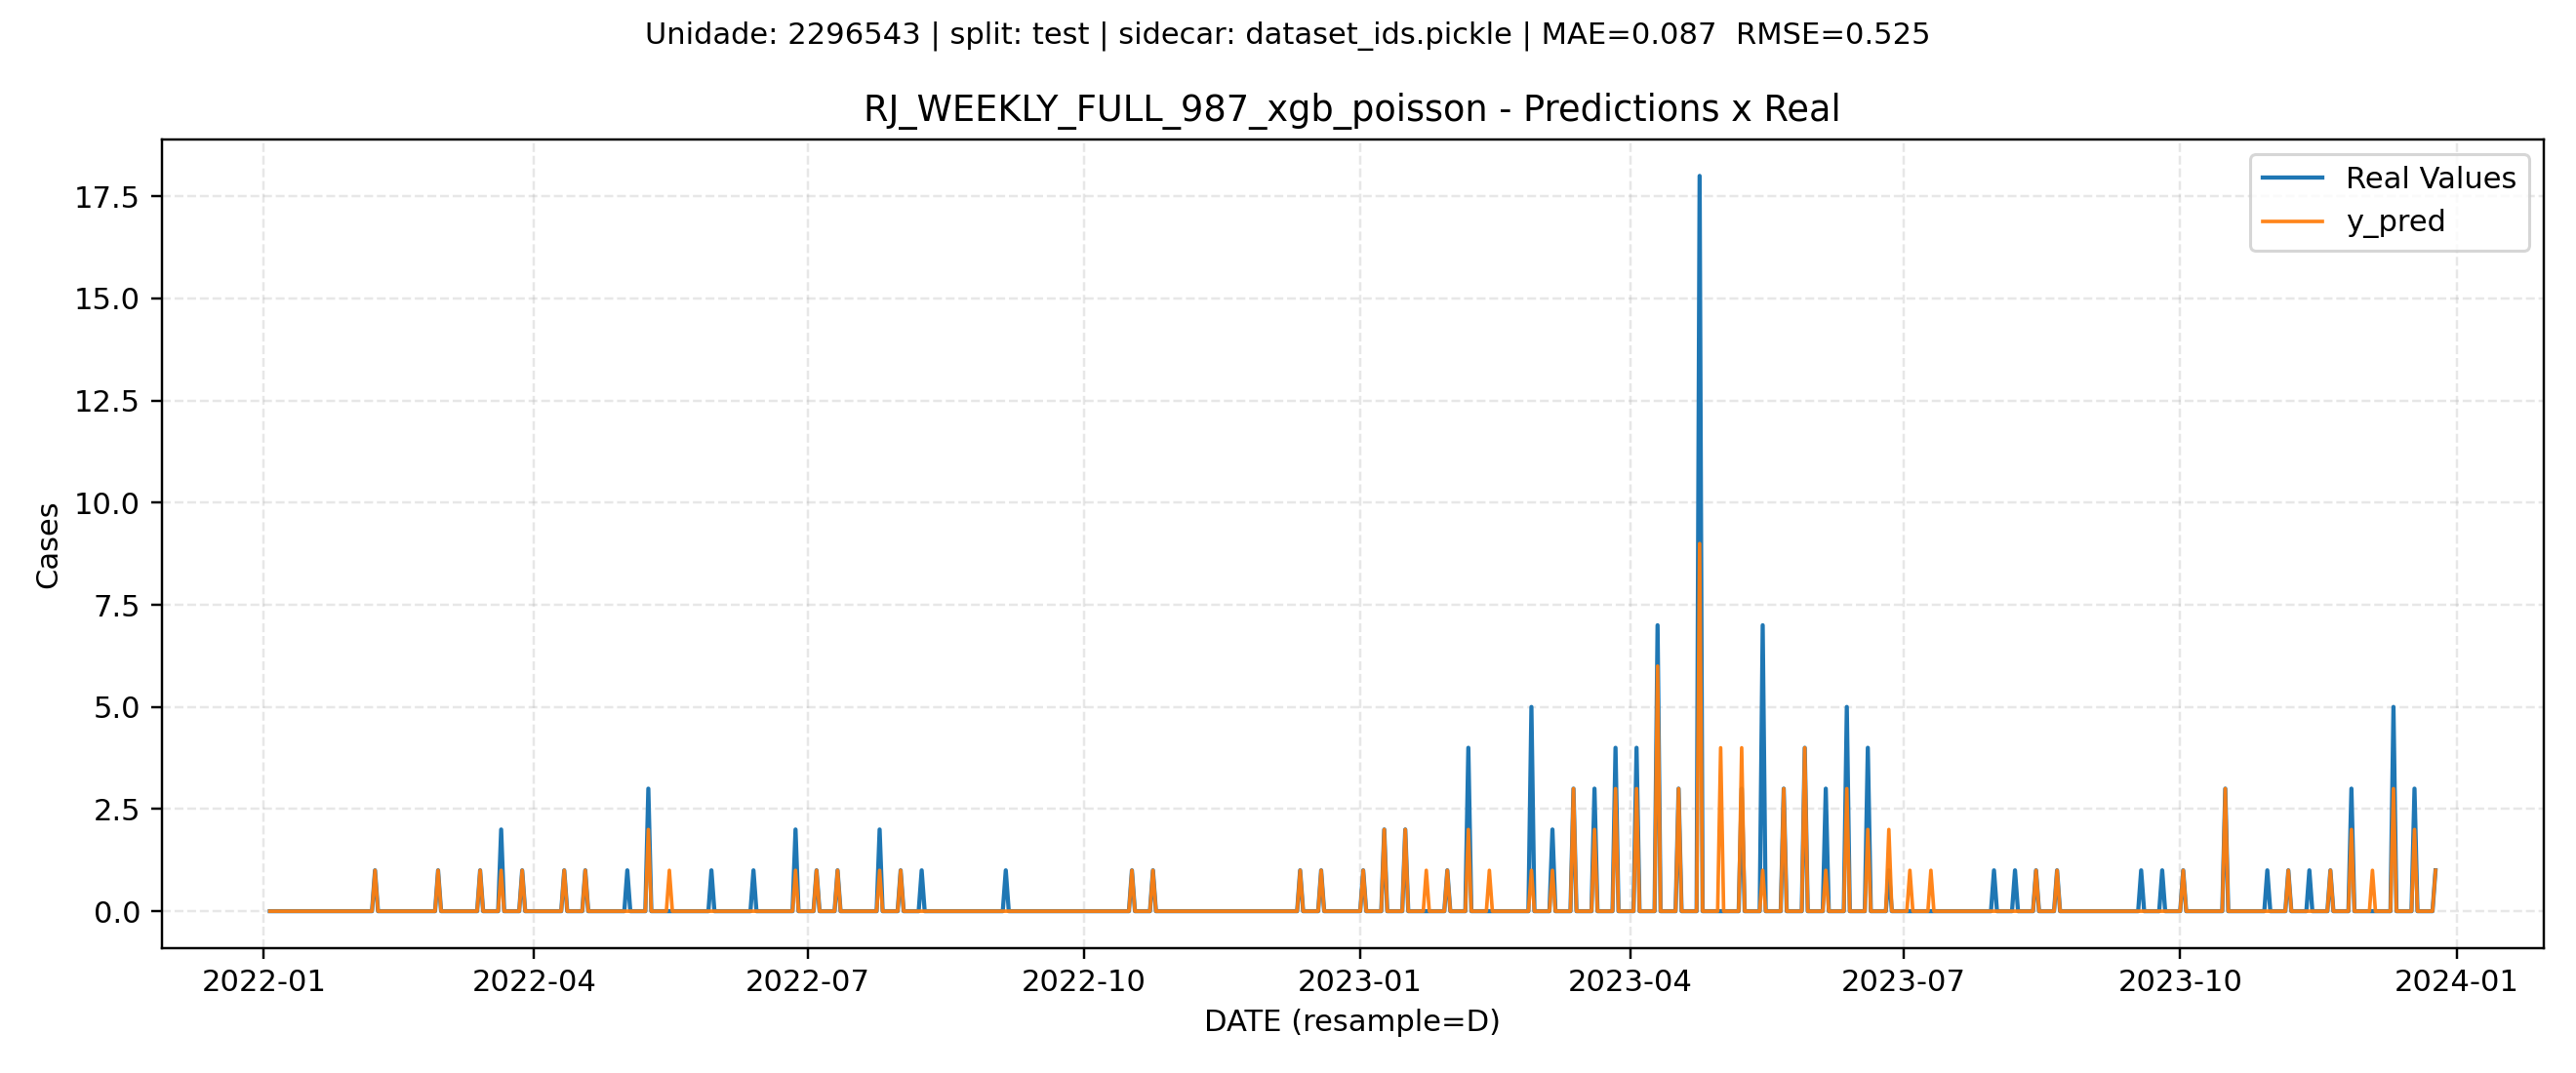 Unidade: 2296543 | split: test | sidecar: dataset_ids.pickle | MAE=0.087  RMSE=0.525
RJ_WEEKLY_FULL_987_xgb_poisson - Predictions x Real
Real Values
y_pred
17.5
15.0
12.5
10.0
7.5
5.0
2.5
0.0
Cases
2022-01
2022-04
2022-07
2022-10
2023-01
2023-04
2023-07
2023-10
2024-01
DATE (resample=D)